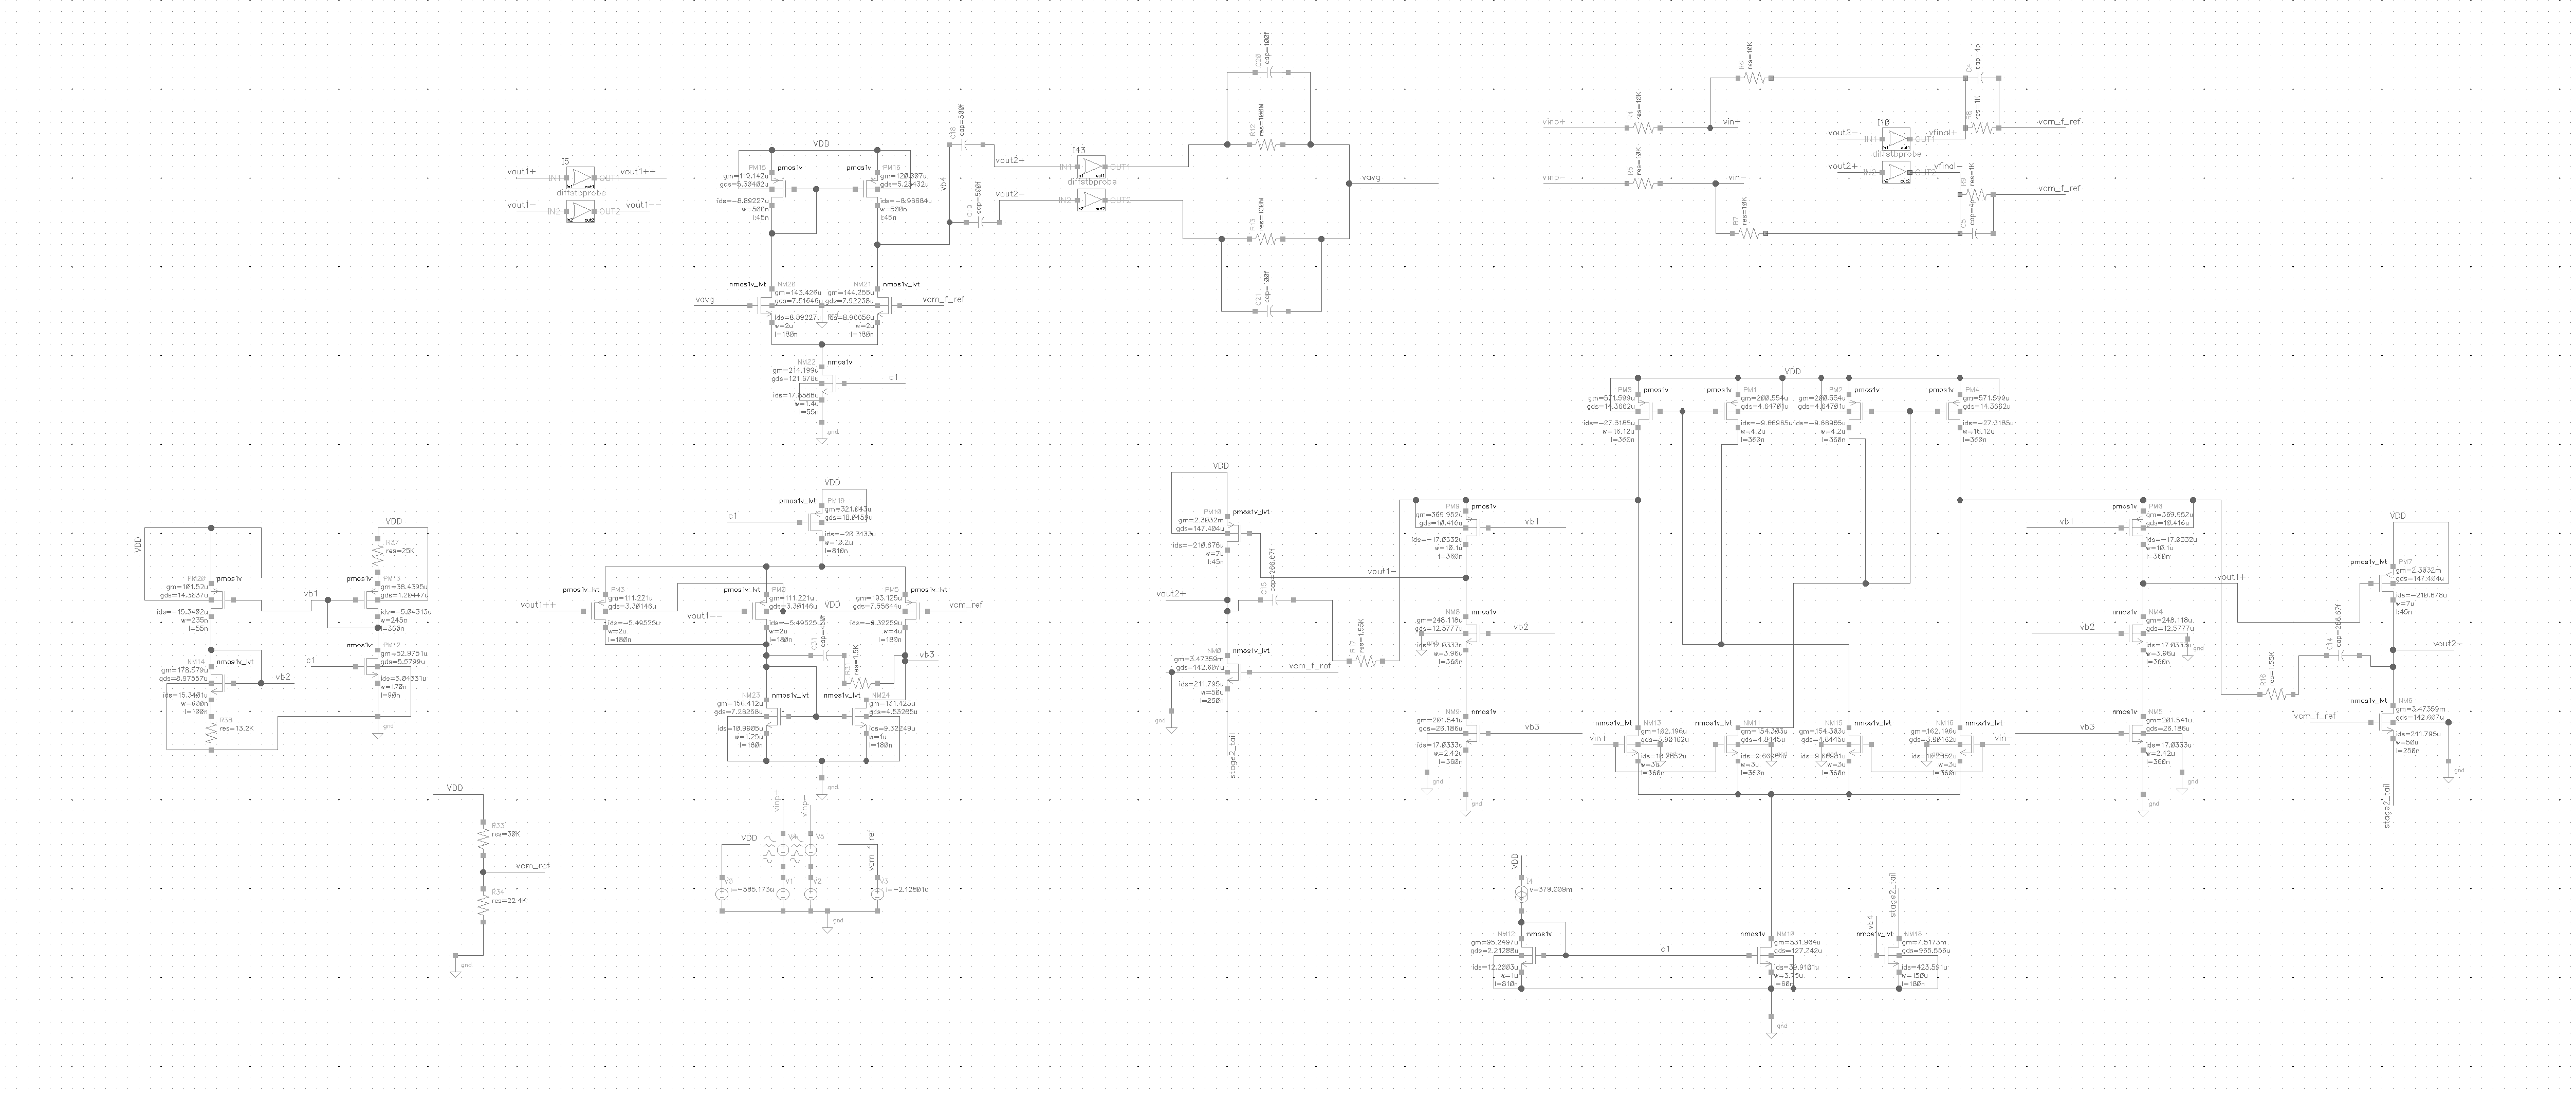 I5
vout1+
IN1
OUT1
vout1++
diffstbprobe
vout1-
IN2
OUT2
vout1--
VDD
PM15
pmos1v
gm=119.142u
gds=5.30402u
ids=-8.89227u
w=500n
l:45n
PM16
pmos1v
gm=120.007u
gds=5.25432u
ids=-8.96684u
w=500n
l:45n
vb4
C18
cap=500f
C19
cap=500f
vout2+
vout2-
I43
IN1
OUT1
diffstbprobe
IN2
OUT2
C20
cap=100f
R12
res=100M
R13
res=100M
C21
cap=100f
vavg
vavg
nmos1v_lvt
NM20
gm=143.426u
gds=7.61646u
ids=8.89227u
w=2u
l=180n
NM21
nmos1v_lvt
gm=144.255u
gds=7.92238u
ids=8.96656u
w=2u
l=180n
vcm_f_ref
NM22
nmos1v
gm=214.199u
gds=121.678u
w=1.4u
l=55n
c1
gnd
vinp+
R4
res=10K
R6
res=10K
vin+
vinp-
R5
res=10K
vin-
R7
res=10K
I10
vout2-
IN1
vfinal+
OUT1
diffstbprobe
vout2+
IN2
vfinal-
OUT2
C4
cap=4p
R8
res=1K
vcm_f_ref
R9
res=1K
vcm_f_ref
cap=4p
VDD
pmos1v
gm=571.599u
gds=14.3662u
ids=-27.3185u
w=16.12u
l=360n
PM1
pmos1v
gm=200.554u
gds=4.64701u
ids=-9.66965u
w=4.2u
l=360n
PM2
pmos1v
gm=200.554u
gds=4.64701u
ids=-9.66965u
w=4.2u
l=360n
PM4
pmos1v
gm=571.599u
gds=14.3662u
ids=-27.3185u
w=16.12u
l=360n
VDD
PM20
pmos1v
gm=101.52u
gds=14.3037u
ids=-15.3402u
w=235n
l=55n
VDD
R37
res=25K
PM13
pmos1v
gm=38.4395u
gds=1.20447u
ids=-5.04313u
w=245n
l=360n
vb1
PM12
pmos1v
gm=52.9751u
gds=5.5799u
ids=5.04331u
w=170n
l=90n
c1
gnd
NM14
nmos1v_lvt
gm=178.579u
gds=8.97557u
ids=15.3401u
w=600n
l=100n
vb2
R38
res=13.2K
VDD
PM19
pmos1v_lvt
gm=321.043u
gds=18.0459u
ids=-20.3133u
w=10.2u
l=810n
c1
pmos1v_lvt
PM3
gm=111.221u
gds=3.30146u
ids=-5.49525u
w=2u
l=180n
vout1++
pmos1v_lvt
gm=111.221u
gds=3.30146u
ids=-5.49525u
w=2u
l=180n
vout1--
VDD
PM5
pmos1v_lvt
gm=193.125u
gds=7.55644u
ids=-9.32259u
w=4u
l=180n
vcm_ref
C31
R31
res=1.5K
vb3
NM23
nmos1v_lvt
gm=156.412u
gds=7.26258u
ids=10.9905u
w=1.25u
l=180n
NM24
nmos1v_lvt
gm=131.423u
gds=4.53285u
ids=9.32249u
w=1u
l=180n
gnd
VDD
R33
res=30K
vcm_ref
R34
res=22.4K
gnd
vinp+
vinp-
VDD
V5
vcm_f_ref
V0
i=-585.173u
V1
V2
V3
i=-2.12801u
gnd
VDD
PM10
pmos1v_lvt
gm=2.3032m
gds=147.404u
ids=-210.678u
w=7u
l:45n
vout2+
C15
cap=266.67f
R17
res=1.55K
NM0
nmos1v_lvt
gm=3.47359m
gds=142.607u
ids=211.795u
w=50u
l=250n
vcm_f_ref
stage2_tail
PM9
pmos1v
gm=369.952u
gds=10.416u
ids=-17.0332u
w=10.1u
l=360n
vb1
vout1-
NM8
nmos1v
gm=248.118u
gds=12.5777u
ids=17.0333u
w=3.96u
l=360n
vb2
NM9
nmos1v
gm=201.541u
gds=26.186u
ids=17.0333u
w=2.42u
l=360n
vb3
gnd
gnd
nmos1v_lvt
NM13
gm=162.196u
gds=3.90162u
ids=10.2852u
w=3u
l=360n
vin+
nmos1v_lvt
NM11
gm=154.303u
gds=4.8445u
w=3u
l=360n
NM15
nmos1v_lvt
gm=154.303u
gds=4.8445u
ids=9.66981u
w=3u
l=360n
NM16
nmos1v_lvt
gm=162.196u
gds=3.90162u
ids=10.2852u
w=3u
l=360n
vin-
PM6
pmos1v
gm=369.952u
gds=10.416u
ids=-17.0332u
w=10.1u
l=360n
vb1
vout1+
NM4
nmos1v
gm=248.118u
gds=12.5777u
ids=17.0333u
w=3.96u
l=360n
vb2
gnd
NM5
nmos1v
gm=201.541u
gds=26.186u
ids=17.0333u
w=2.42u
l=360n
vb3
gnd
gnd
VDD
PM7
pmos1v_lvt
gm=2.3032m
gds=147.404u
ids=-210.678u
w=7u
l:45n
vout2-
C14
cap=266.67f
R16
res=1.55K
NM6
nmos1v_lvt
gm=3.47359m
gds=142.607u
ids=211.795u
w=50u
l=250n
vcm_f_ref
gnd
stage2_tail
VDD
I4
v=379.009m
NM12
nmos1v
gm=95.2497u
gds=2.21288u
ids=12.2003u
w=1u
l=810n
c1
NM10
nmos1v
gm=531.964u
gds=127.242u
ids=39.9101u
w=3.75u
l=60n
vb4
stage2_tail
nmos1v_lvt
NM18
gm=7.5173m
gds=965.556u
ids=423.591u
w=150u
l=180n
gnd